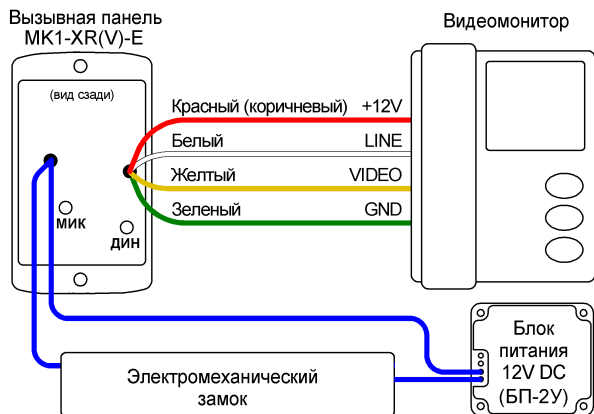 Вызывная панель
MK1-XR(V)-E
Видеомонитор
(вид сзади)
Красный (коричневый) +12V
Белый LINE
Желтый VIDEO
Зеленый GND
МИК
ДИН
Блок
питания
12V DC
(БП-2У)
Электромеханический
замок